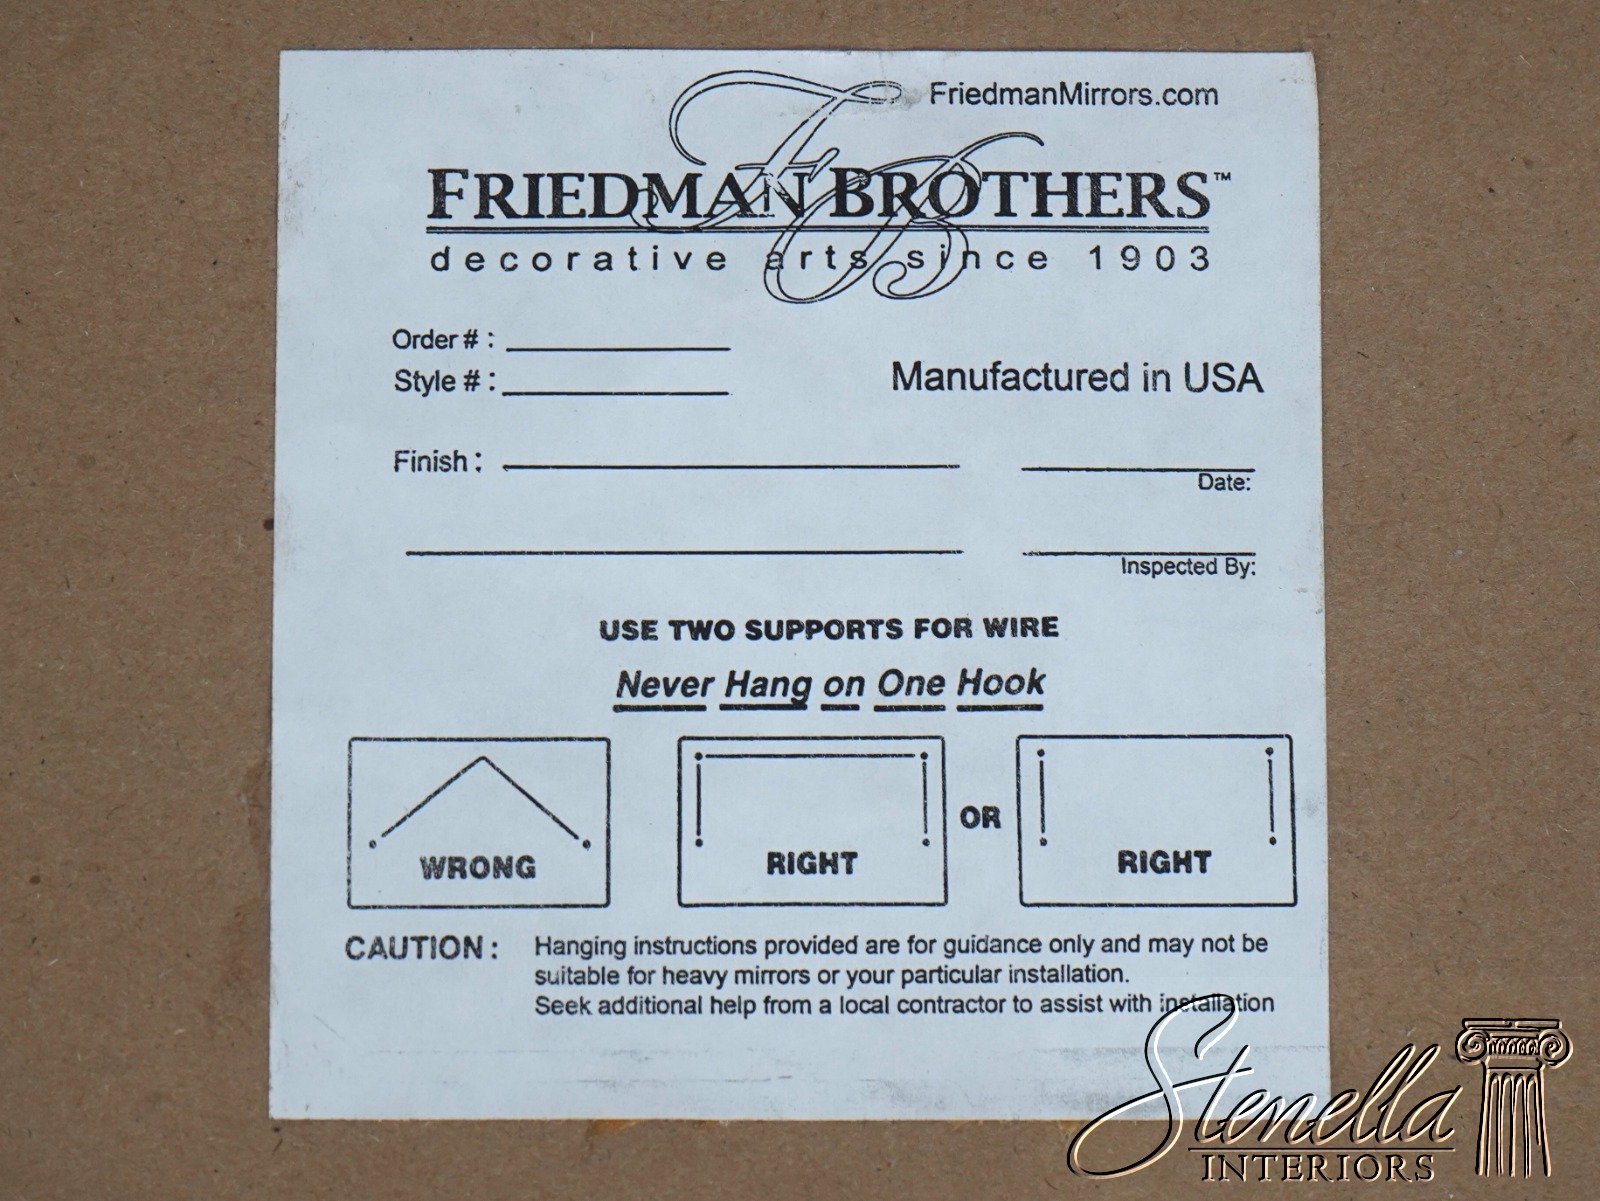 FriedmanMirrors.com
FRIEDMAN BROTHERS™
decorative arts since 1903
Order # :
Style # :
Manufactured in USA
Finish :
Date:
Inspected By:
USE TWO SUPPORTS FOR WIRE
Never Hang on One Hook
WRONG
RIGHT
OR
RIGHT
CAUTION :
Hanging instructions provided are for guidance only and may not be
suitable for heavy mirrors or your particular installation.
Seek additional help from a local contractor to assist with installation
Stenella
INTERIORS